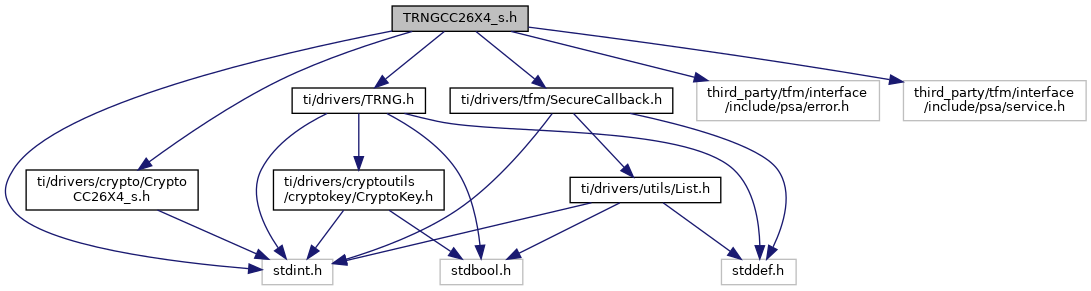 TRNGCC26X4_s.h
ti/drivers/TRNG.h
ti/drivers/tfm/SecureCallback.h
third_party/tfm/interface
/include/psa/error.h
third_party/tfm/interface
/include/psa/service.h
ti/drivers/crypto/Crypto
CC26X4_s.h
ti/drivers/cryptoutils
/cryptokey/CryptoKey.h
ti/drivers/utils/List.h
stdint.h
stdbool.h
stddef.h